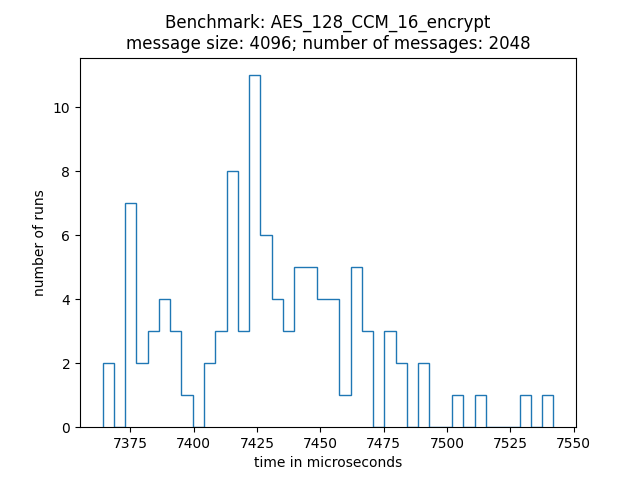 Benchmark: AES_128_CCM_16_encrypt
message size: 4096; number of messages: 2048
10
8
6
4
2
0
number of runs
7375 7400 7425 7450 7475 7500 7525 7550
time in microseconds